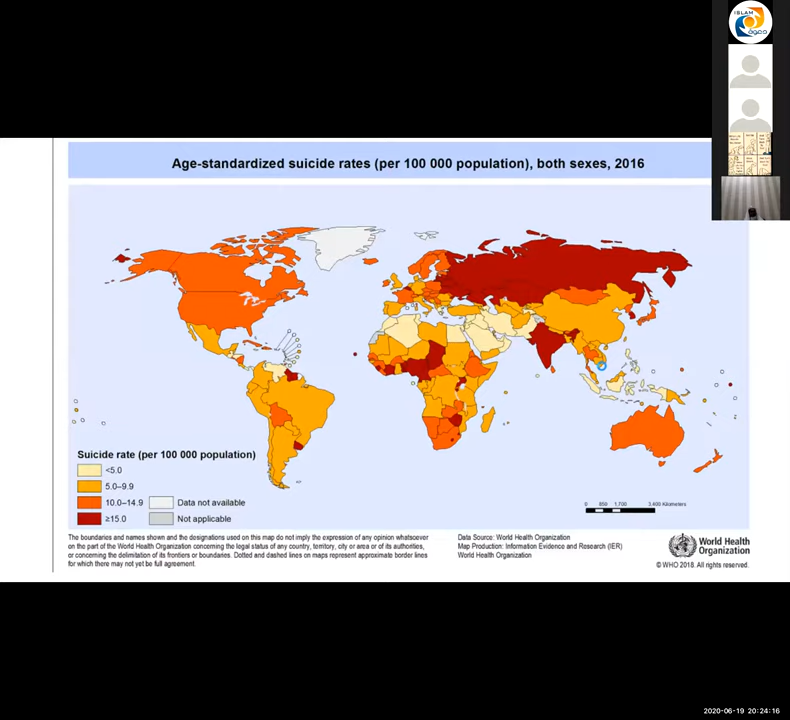 ISLAM
دعوة
Age-standardized suicide rates (per 100 000 population), both sexes, 2016
Suicide rate (per 100 000 population)
<5.0
5.0–9.9
10.0–14.9
≥15.0
Data not available
Not applicable
0 850 1,700 3,400 Kilometers
The boundaries and names shown and the designations used on this map do not imply the expression of any opinion whatsoever
on the part of the World Health Organization concerning the legal status of any country, territory, city or area or of its authorities,
or concerning the delimitation of its frontiers or boundaries. Dotted and dashed lines on maps represent approximate border lines
for which there may not yet be full agreement.
Data Source: World Health Organization
Map Production: Information Evidence and Research (IER)
World Health Organization
World Health
Organization
© WHO 2018. All rights reserved.
2020-06-19 20:24:16